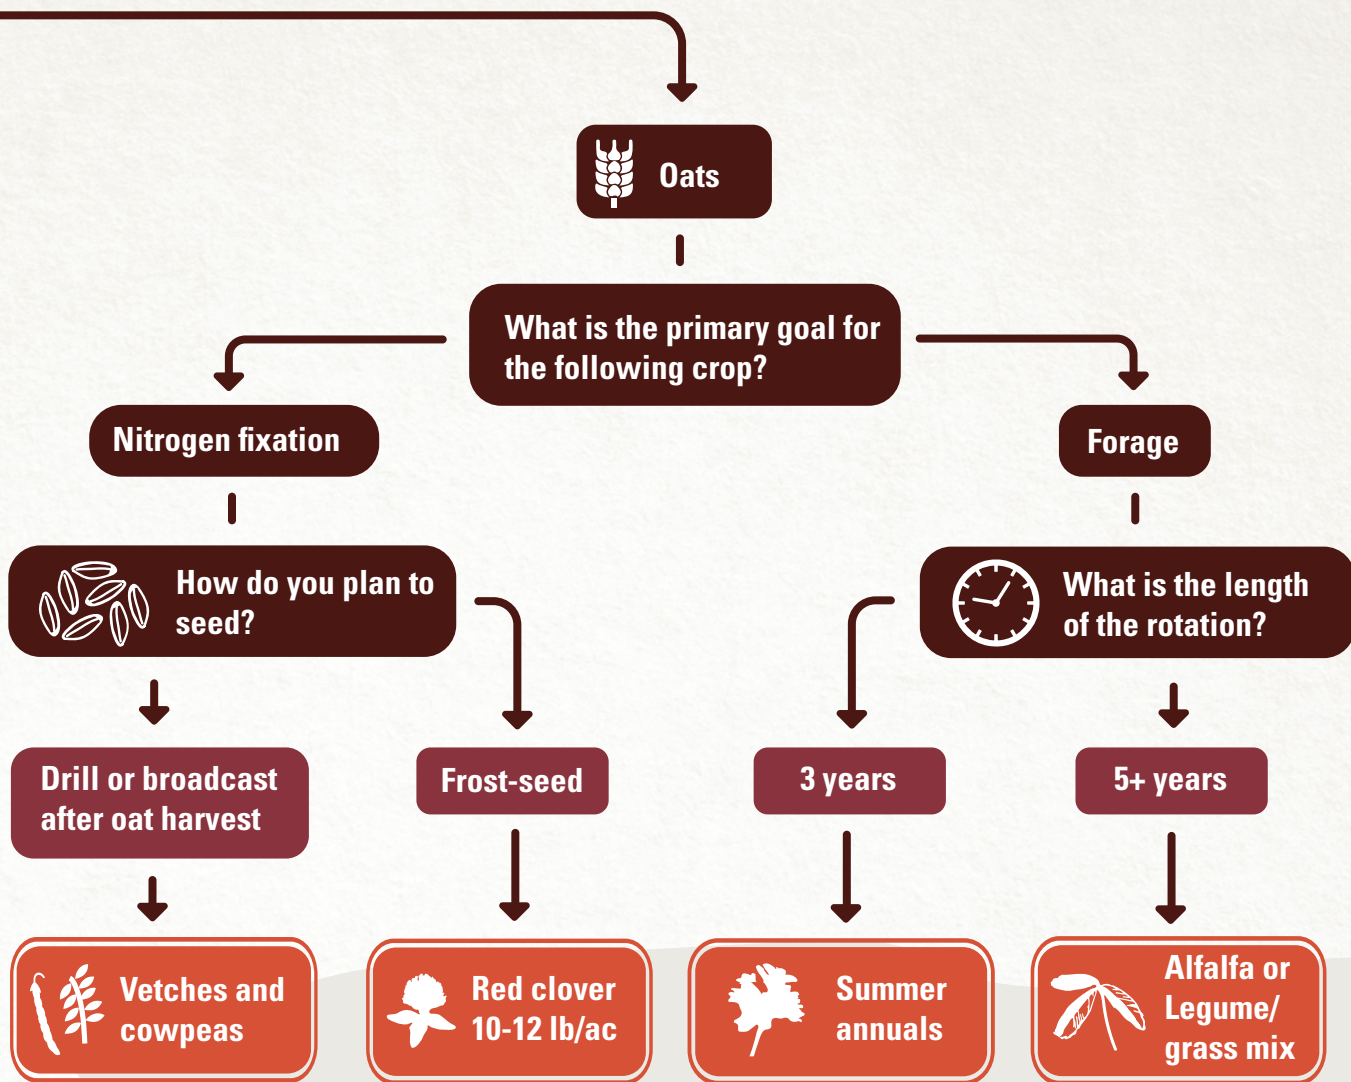 Oats
What is the primary goal for
the following crop?
Nitrogen fixation
Forage
How do you plan to
seed?
What is the length
of the rotation?
Drill or broadcast
after oat harvest
Frost-seed
3 years
5+ years
Vetches and
cowpeas
Red clover
10-12 lb/ac
Summer
annuals
Alfalfa or
Legume/
grass mix